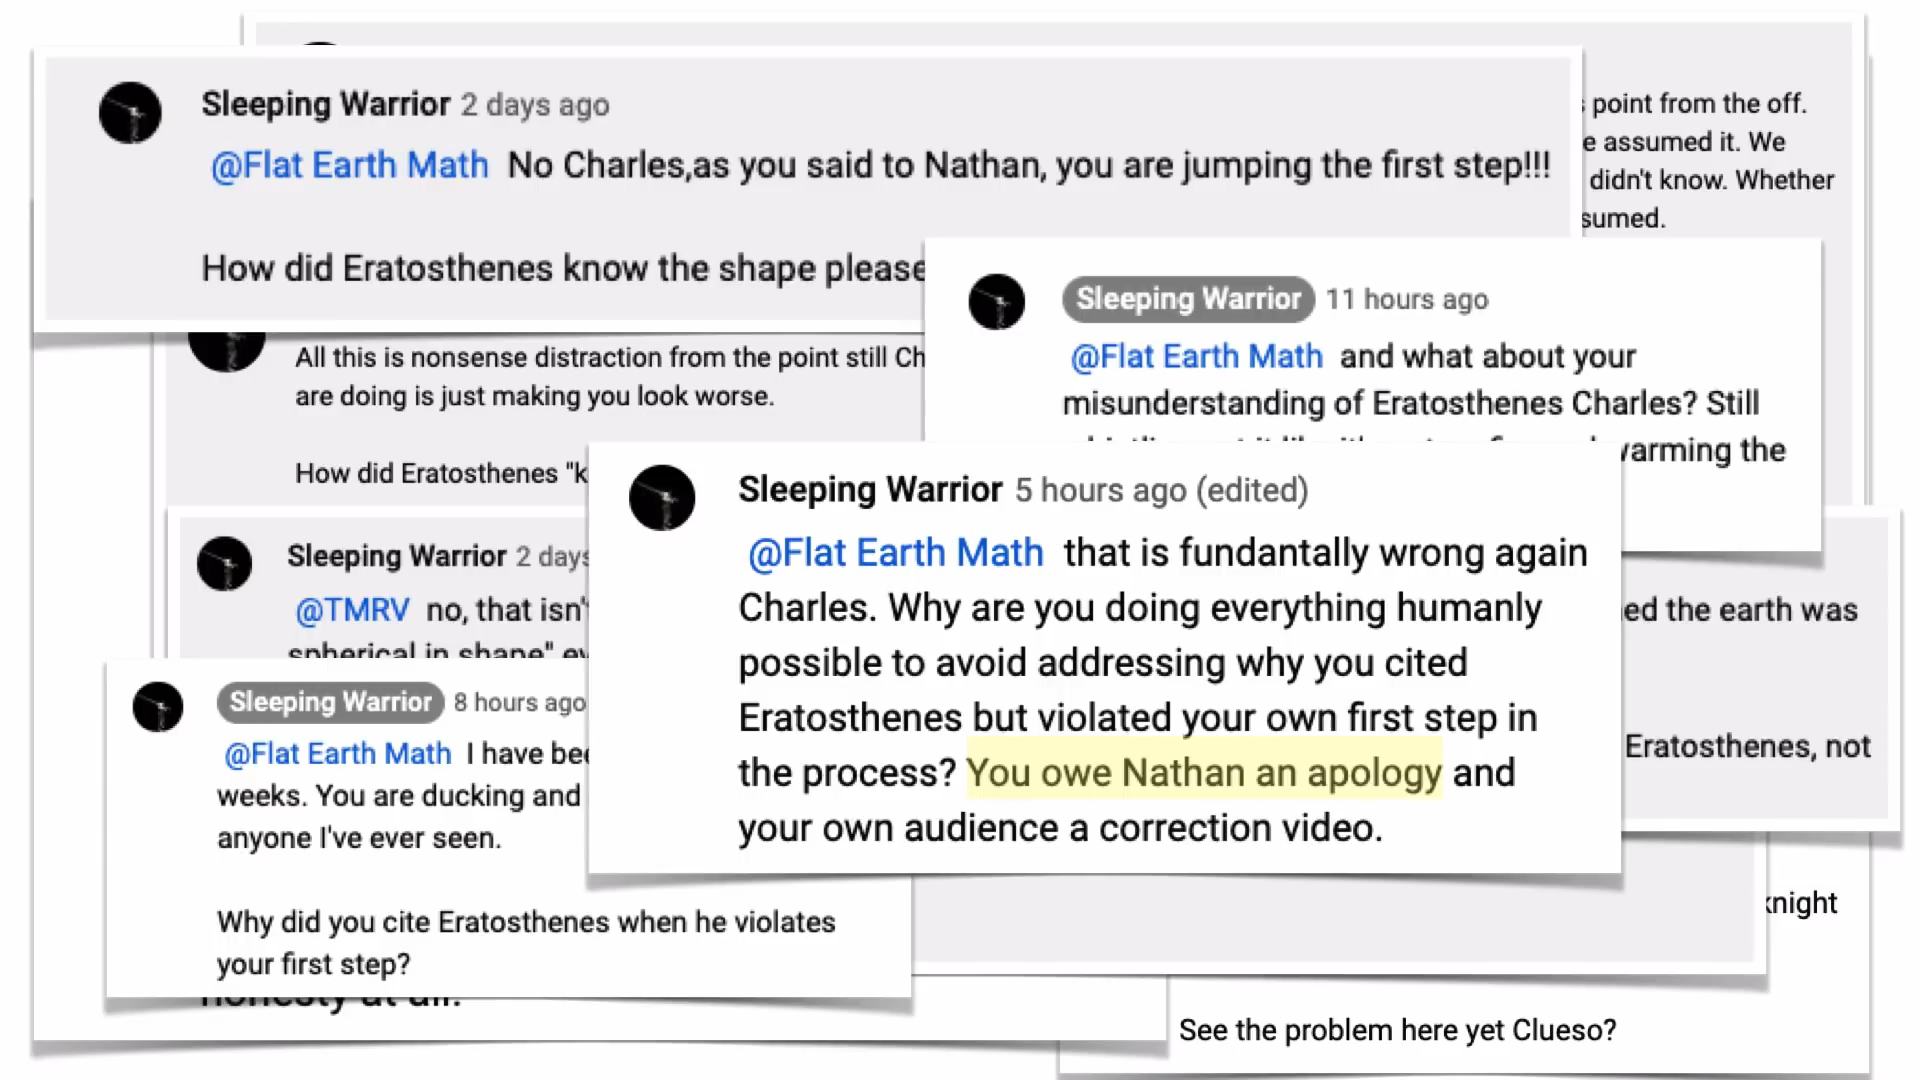 Sleeping Warrior 2 days ago
@Flat Earth Math No Charles,as you said to Nathan, you are jumping the first step!!!
How did Eratosthenes know the shape please
point from the off.
e assumed it. We
didn't know. Whether
sumed.
Sleeping Warrior 11 hours ago
@Flat Earth Math and what about your
misunderstanding of Eratosthenes Charles? Still
warming the
All this is nonsense distraction from the point still Ch
are doing is just making you look worse.
How did Eratosthenes "k
Sleeping Warrior 5 hours ago (edited)
@Flat Earth Math that is fundantally wrong again
Charles. Why are you doing everything humanly
possible to avoid addressing why you cited
Eratosthenes but violated your own first step in
the process? You owe Nathan an apology and
your own audience a correction video.
Sleeping Warrior 2 days
@TMRV no, that isn't
spherical in shape" ev
ed the earth was
Eratosthenes, not
Sleeping Warrior 8 hours ago
@Flat Earth Math I have bee
weeks. You are ducking and
anyone I've ever seen.
Why did you cite Eratosthenes when he violates
your first step?
honesty at all.
knight
See the problem here yet Clueso?